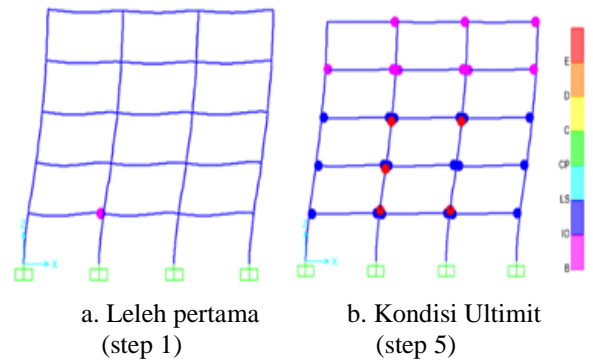 E
D
C
CP
LS
IO
B
Z
X
X
a. Leleh pertama
(step 1)
b. Kondisi Ultimit
(step 5)